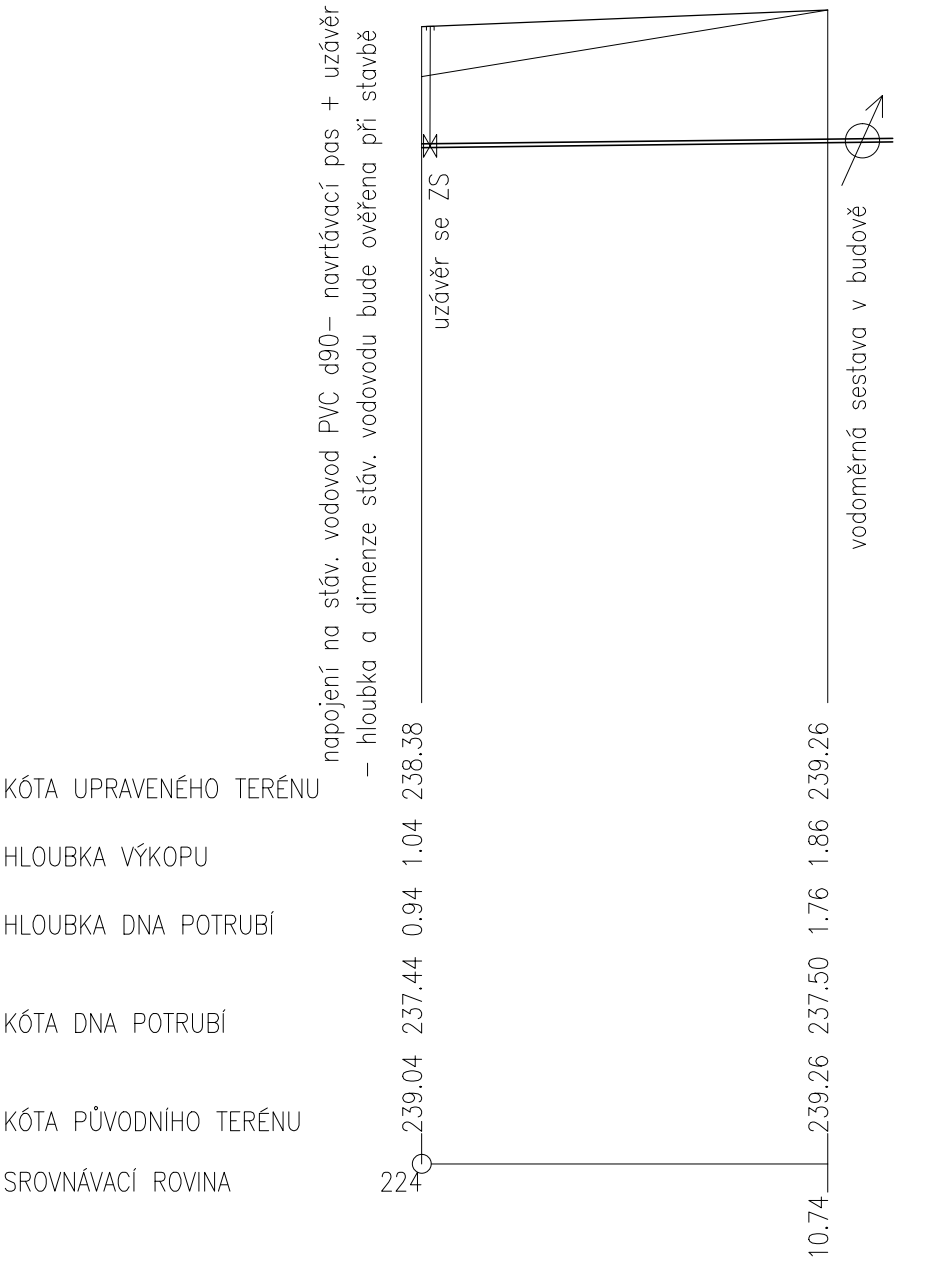 napojení na stáv. vodovod PVC d90– navrtávací pas + uzávěr
– hloubka a dimenze stáv. vodovodu bude ověřena při stavbě
uzávěr se ZS
vodoměrná sestava v budově
KÓTA UPRAVENÉHO TERÉNU 238.38 239.26
HLOUBKA VÝKOPU 1.04 1.86
HLOUBKA DNA POTRUBÍ 0.94 1.76
KÓTA DNA POTRUBÍ 237.44 237.50
KÓTA PŮVODNÍHO TERÉNU 239.04 239.26
SROVNÁVACÍ ROVINA 224
10.74